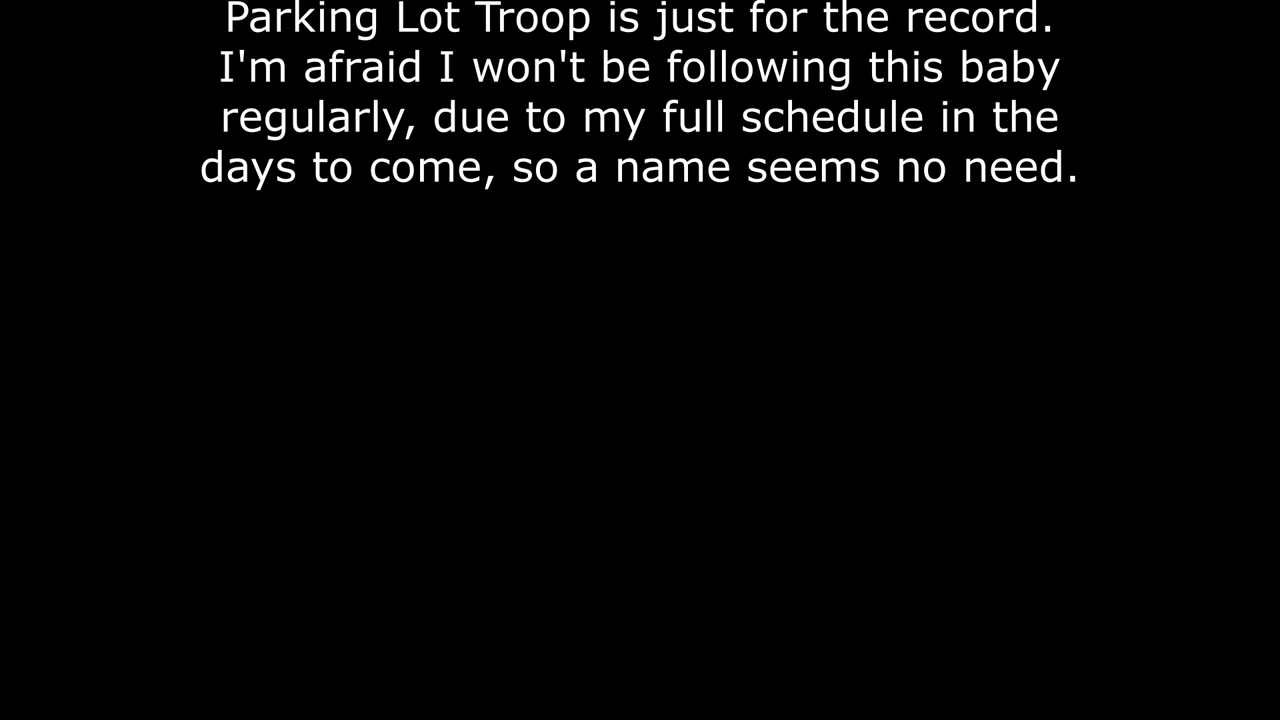 Parking Lot Troop is just for the record.
I'm afraid I won't be following this baby
regularly, due to my full schedule in the
days to come, so a name seems no need.